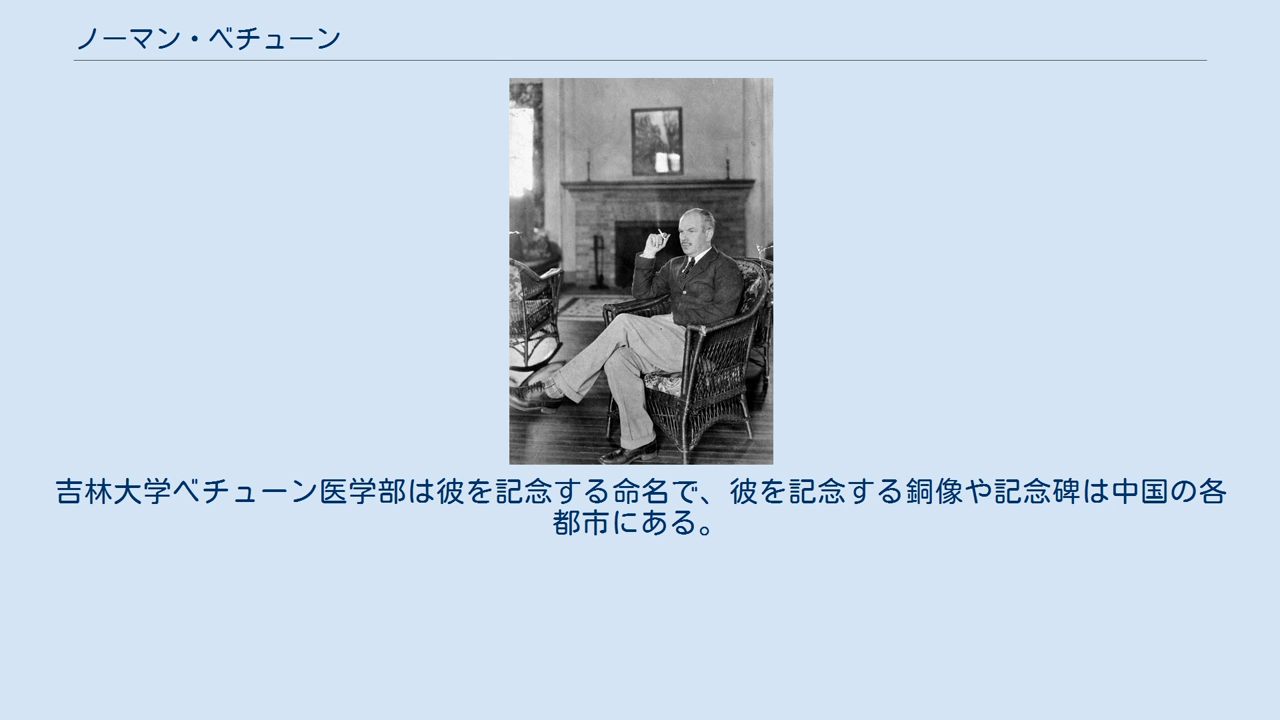 ノーマン・ベチューン
吉林大学ベチューン医学部は彼を記念する命名で、彼を記念する銅像や記念碑は中国の各
都市にある。